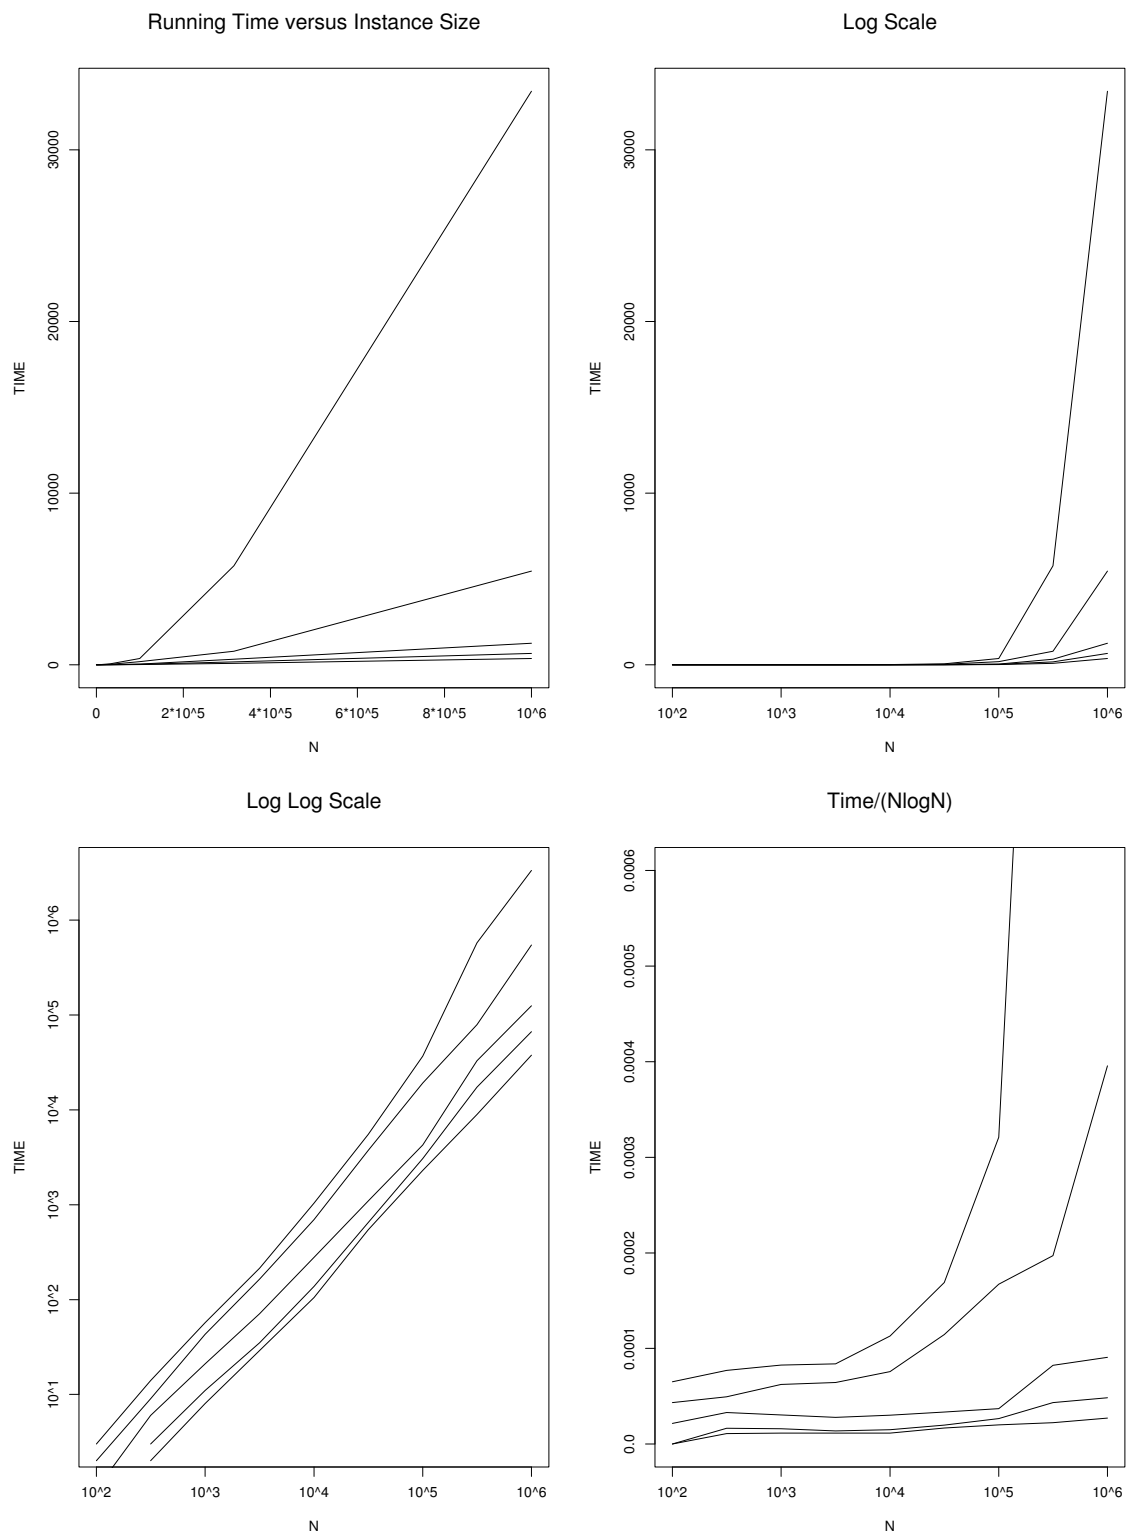 Running Time versus Instance Size
TIME
30000
20000
10000
0
0 2*10^5 4*10^5 6*10^5 8*10^5 10^6
N
Log Scale
TIME
30000
20000
10000
0
10^2 10^3 10^4 10^5 10^6
N
Log Log Scale
TIME
10^6
10^5
10^4
10^3
10^2
10^1
10^2 10^3 10^4 10^5 10^6
N
Time/(NlogN)
TIME
0.0006
0.0005
0.0004
0.0003
0.0002
0.0001
0.0
10^2 10^3 10^4 10^5 10^6
N